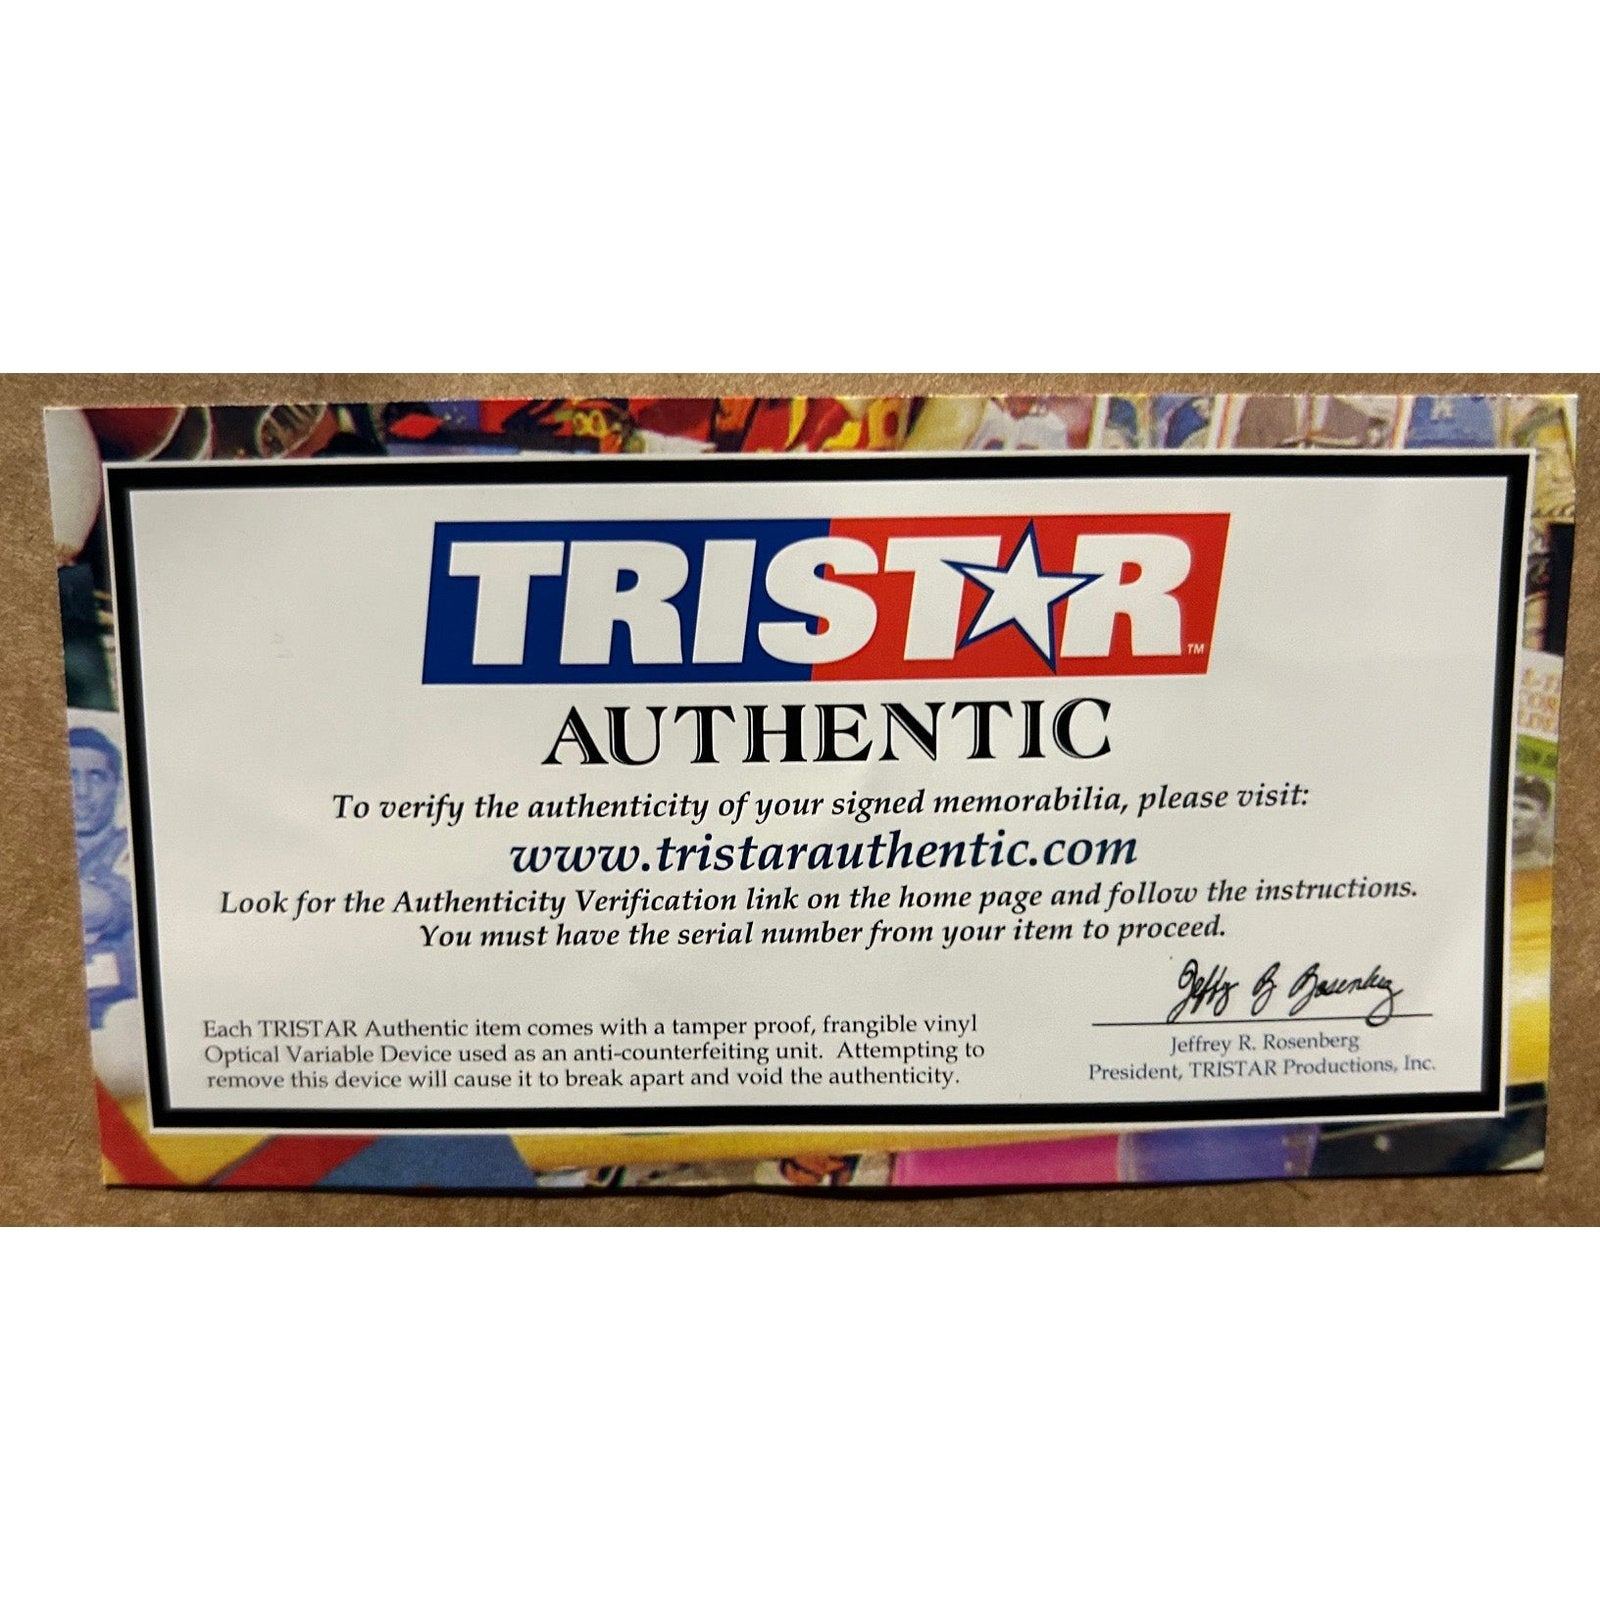 TRISTAR™
AUTHENTIC
To verify the authenticity of your signed memorabilia, please visit:
www.tristarauthentic.com
Look for the Authenticity Verification link on the home page and follow the instructions.
You must have the serial number from your item to proceed.
Each TRISTAR Authentic item comes with a tamper proof, frangible vinyl
Optical Variable Device used as an anti-counterfeiting unit. Attempting to
remove this device will cause it to break apart and void the authenticity.
Jeffrey R. Rosenberg
President, TRISTAR Productions, Inc.